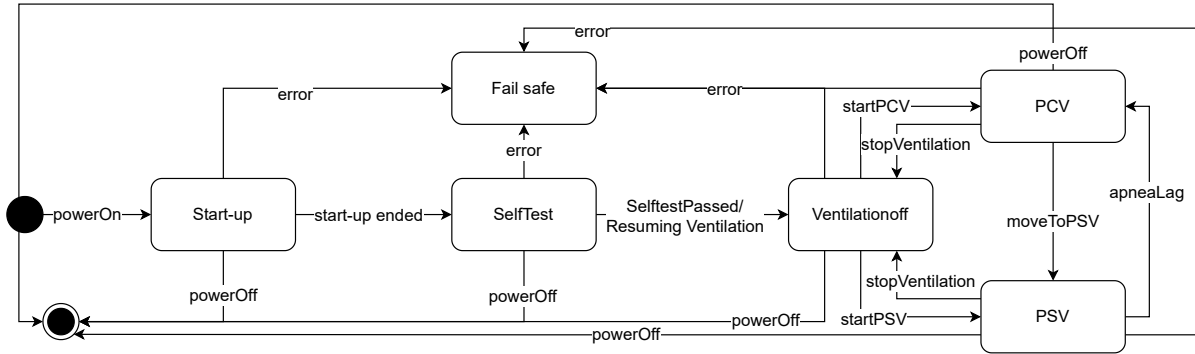 error
powerOff
Fail safe
error
error
startPCV
PCV
error
stopVentilation
powerOn
Start-up
start-up ended
SelfTest
SelftestPassed/
Resuming Ventilation
Ventilationoff
apneaLag
moveToPSV
stopVentilation
powerOff
powerOff
powerOff
startPSV
PSV
powerOff